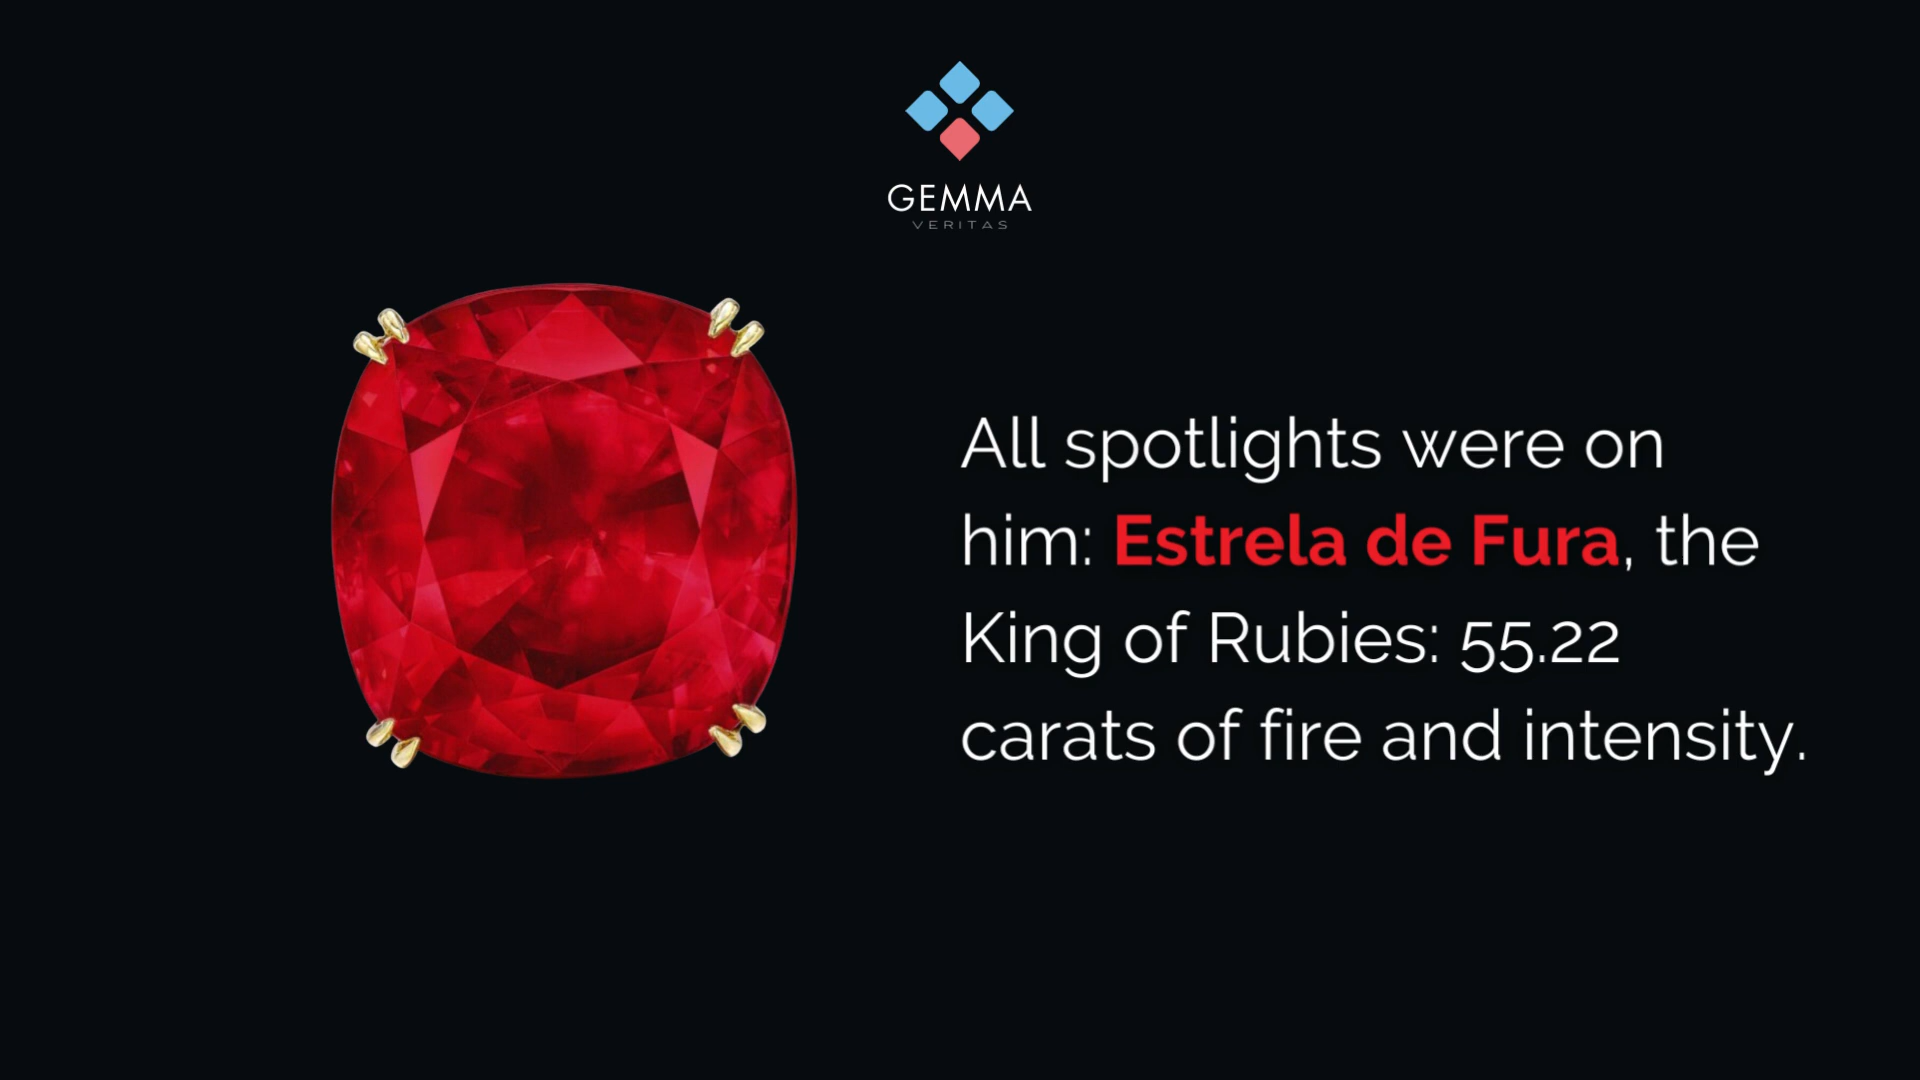 GEMMA
VERITAS
All spotlights were on
him: Estrela de Fura, the
King of Rubies: 55.22
carats of fire and intensity.